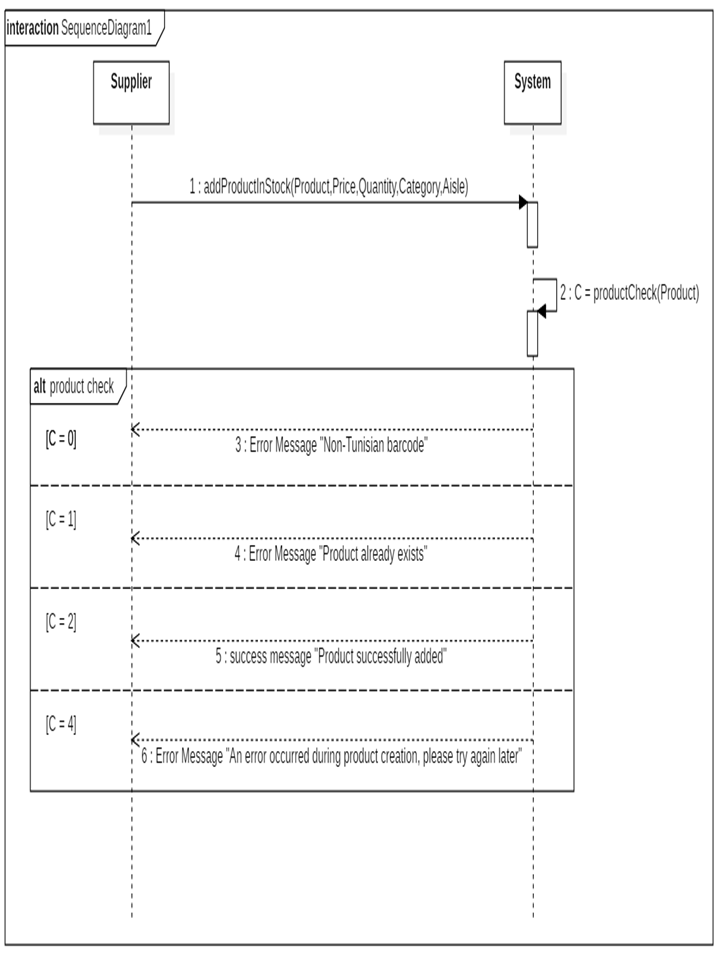 interaction SequenceDiagram1
Supplier
System
1 : addProductInStock(Product,Price,Quantity,Category,Aisle)
2 : C = productCheck(Product)
alt product check
[C = 0]
3 : Error Message "Non-Tunisian barcode"
[C = 1]
4 : Error Message "Product already exists"
[C = 2]
5 : success message "Product successfully added"
[C = 4]
6 : Error Message "An error occurred during product creation, please try again later"